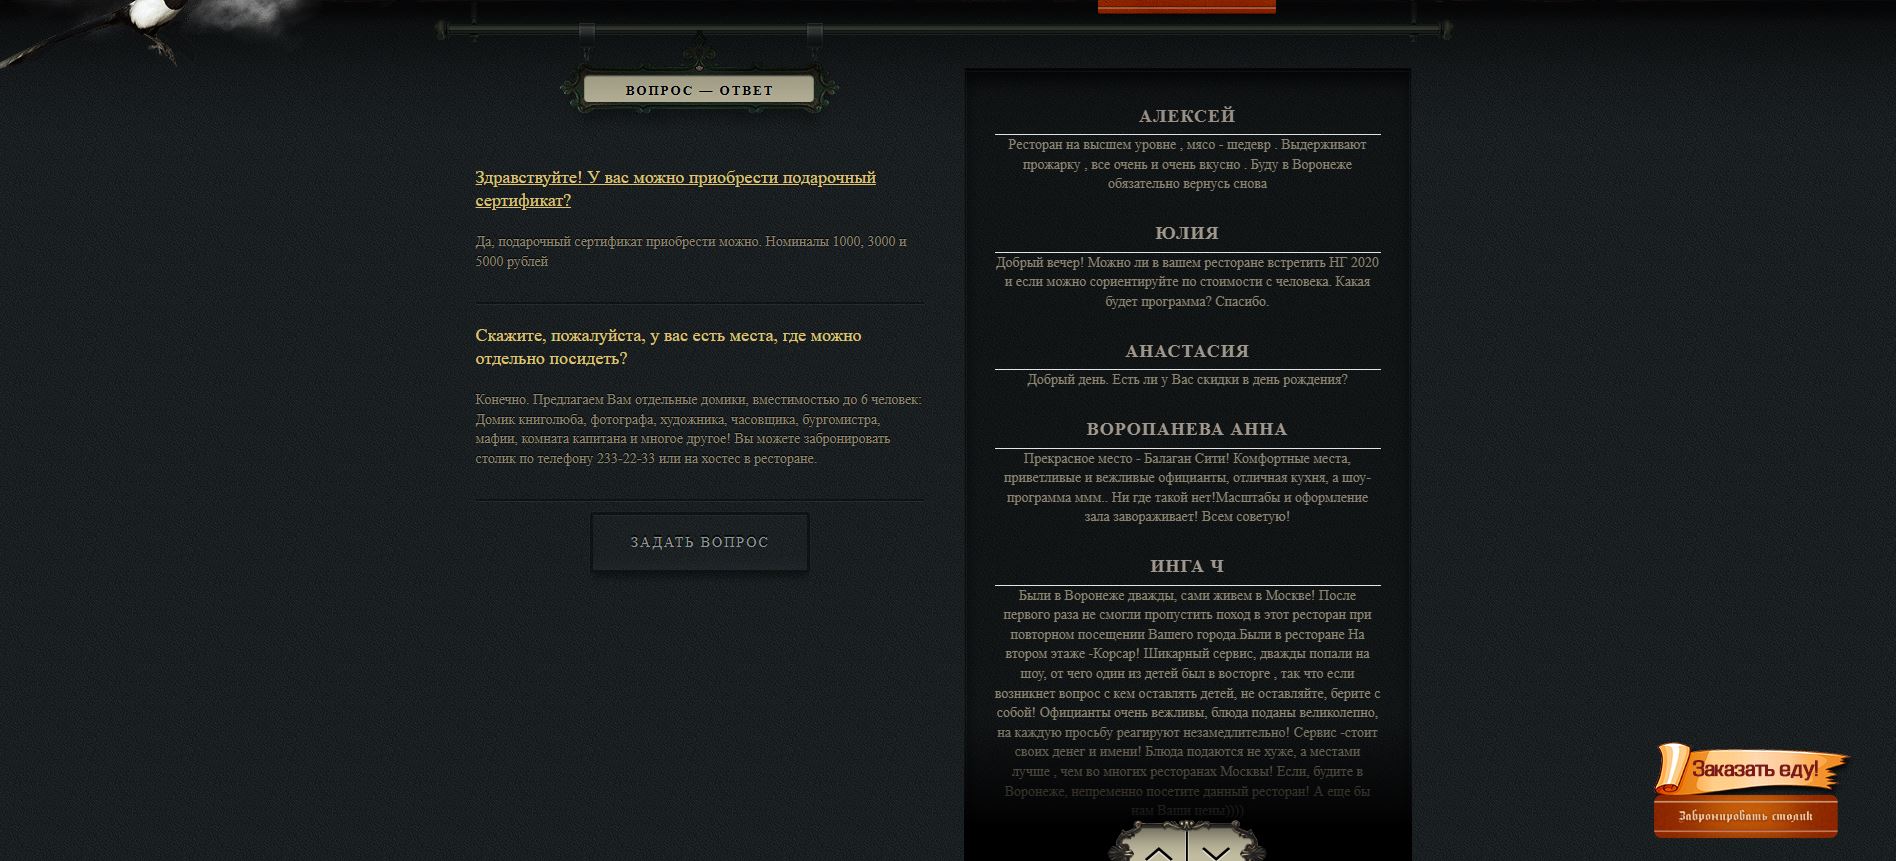 ВОПРОС — ОТВЕТ
Здравствуйте! У вас можно приобрести подарочный
сертификат?
Да, подарочный сертификат приобрести можно. Номиналы 1000, 3000 и
5000 рублей
Скажите, пожалуйста, у вас есть места, где можно
отдельно посидеть?
Конечно. Предлагаем Вам отдельные домики, вместимостью до 6 человек:
Домик книголюба, фотографа, художника, часовщика, бургомистра,
мафии, комната капитана и многое другое! Вы можете забронировать
столик по телефону 233-22-33 или на хостес в ресторане.
ЗАДАТЬ ВОПРОС
АЛЕКСЕЙ
Ресторан на высшем уровне , мясо - шедевр . Выдерживают
прожарку , все очень и очень вкусно . Буду в Воронеже
обязательно вернусь снова
ЮЛИЯ
Добрый вечер! Можно ли в вашем ресторане встретить НГ 2020
и если можно сориентируйте по стоимости с человека. Какая
будет программа? Спасибо.
АНАСТАСИЯ
Добрый день. Есть ли у Вас скидки в день рождения?
ВОРОПАНЕВА АННА
Прекрасное место - Балаган Сити! Комфортные места,
приветливые и вежливые официанты, отличная кухня, а шоу-
программа ммм.. Ни где такой нет!Масштабы и оформление
зала завораживает! Всем советую!
ИНГА Ч
Были в Воронеже дважды, сами живем в Москве! После
первого раза не смогли пропустить поход в этот ресторан при
повторном посещении Вашего города.Были в ресторане На
втором этаже -Корсар! Шикарный сервис, дважды попали на
шоу, от чего один из детей был в восторге , так что если
возникнет вопрос с кем оставлять детей, не оставляйте, берите с
собой! Официанты очень вежливы, блюда поданы великолепно,
на каждую просьбу реагируют незамедлительно! Сервис -стоит
своих денег и имени! Блюда подаются не хуже, а местами
лучше , чем во многих ресторанах Москвы! Если, будите в
Воронеже, непременно посетите данный ресторан! А еще бы
нам Ваши цены))))
Заказать еду!
Забронировать столик